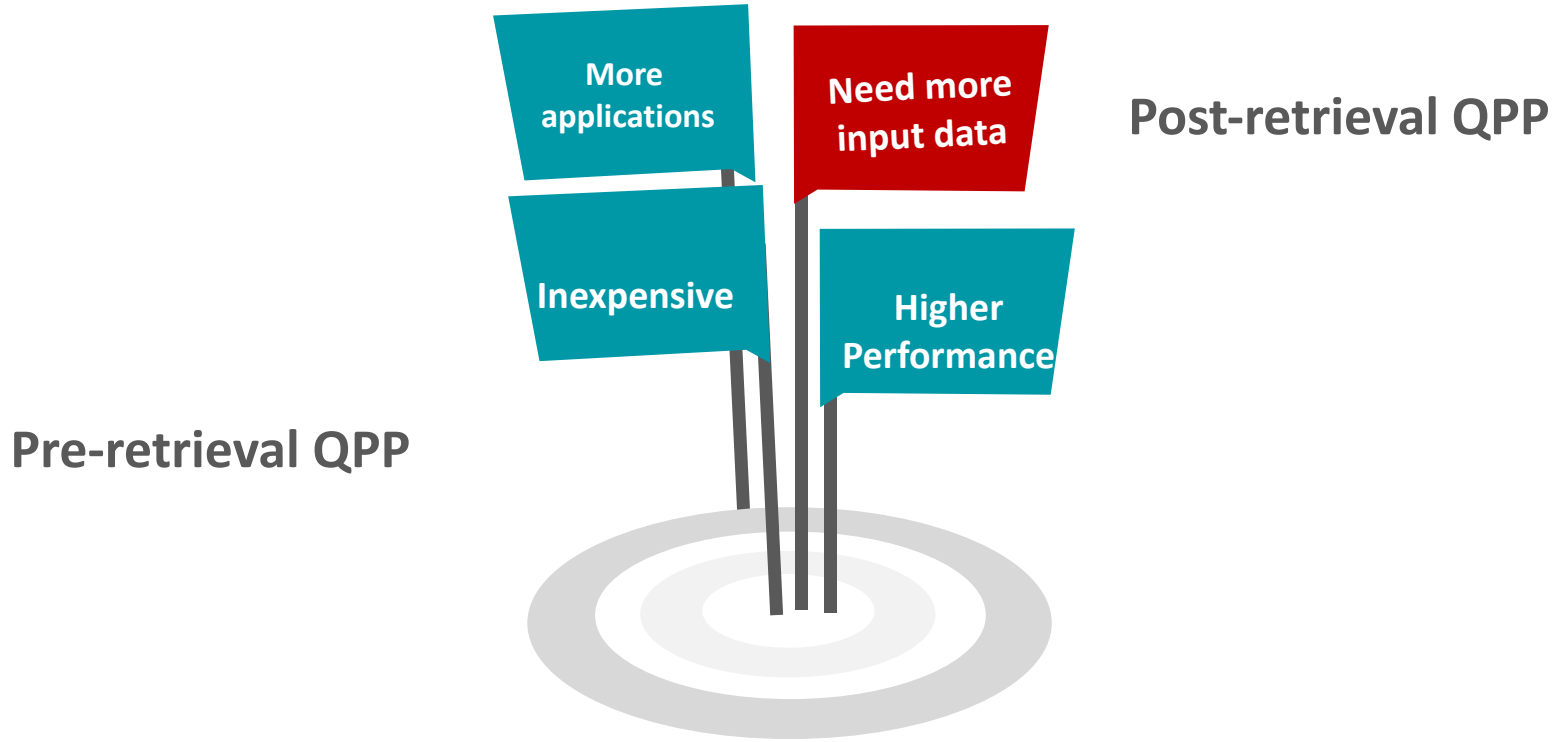 More
applications
Need more
input data
Post-retrieval QPP
Inexpensive
Higher
Performance
Pre-retrieval QPP